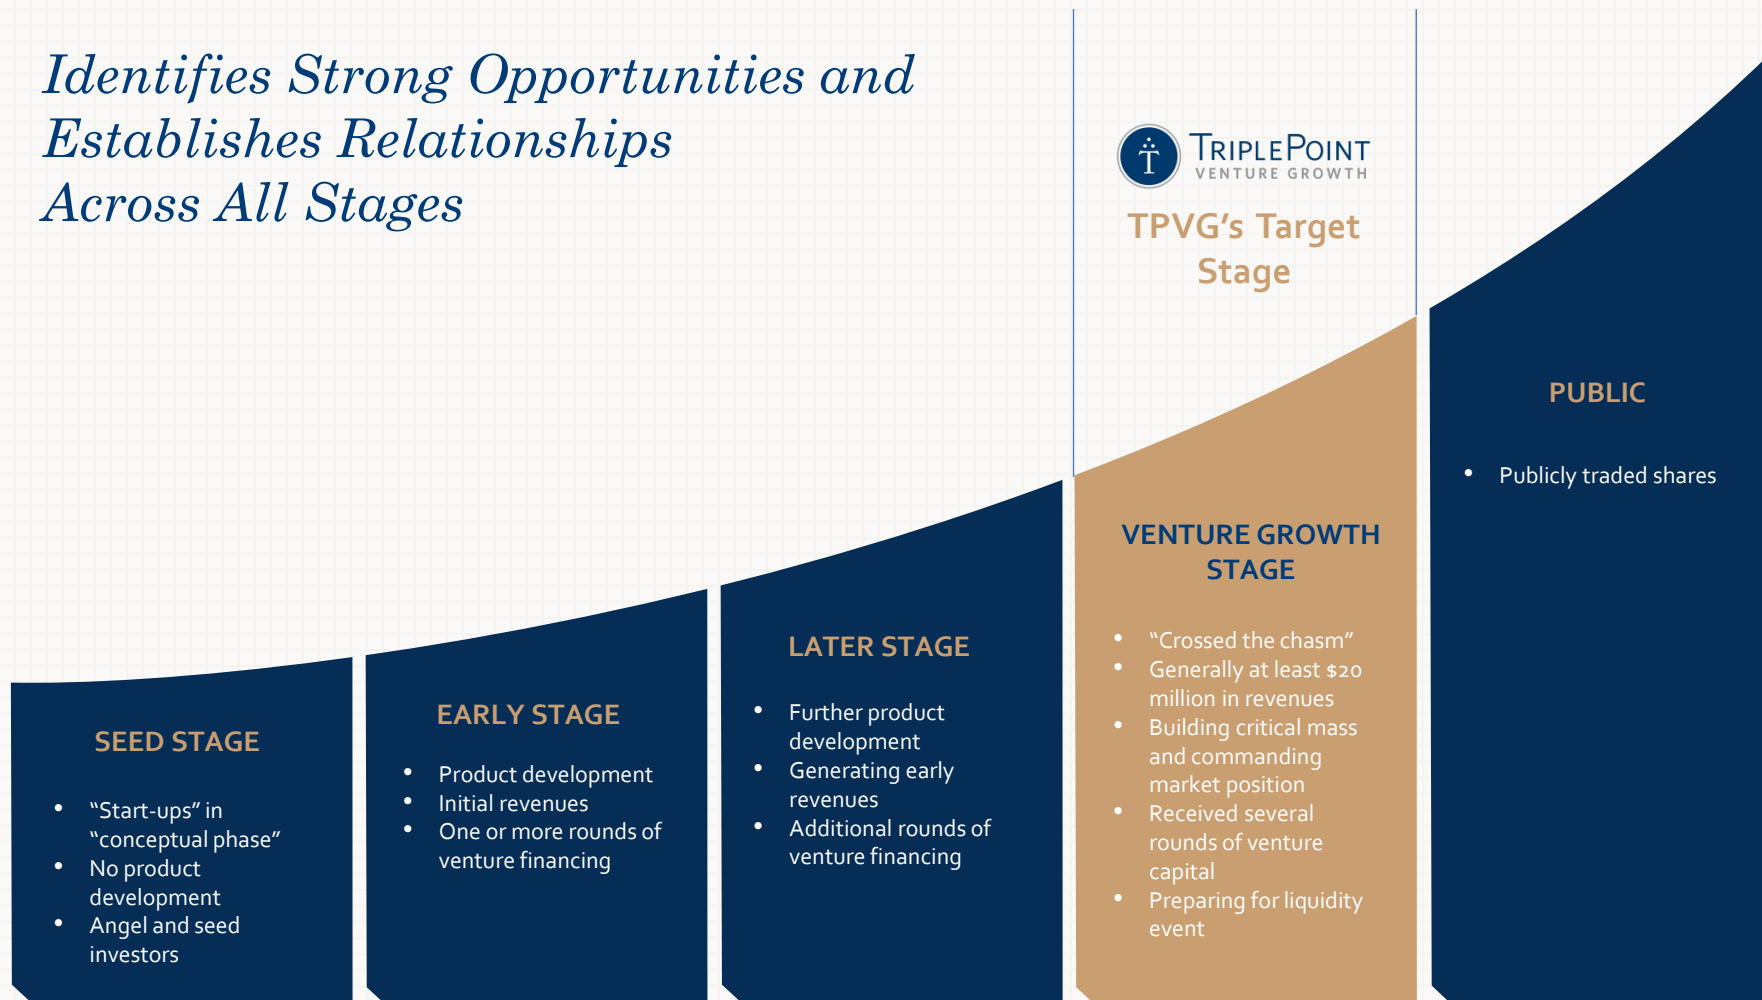 Identifies Strong Opportunities and
Establishes Relationships
Across All Stages
TRIPLEPOINT
VENTURE GROWTH
TPVG’s Target
Stage
SEED STAGE
• “Start-ups” in
“conceptual phase”
• No product
development
• Angel and seed
investors
EARLY STAGE
• Product development
• Initial revenues
• One or more rounds of
venture financing
LATER STAGE
• Further product
development
• Generating early
revenues
• Additional rounds of
venture financing
VENTURE GROWTH
STAGE
• “Crossed the chasm”
• Generally at least $20
million in revenues
• Building critical mass
and commanding
market position
• Received several
rounds of venture
capital
• Preparing for liquidity
event
PUBLIC
• Publicly traded shares